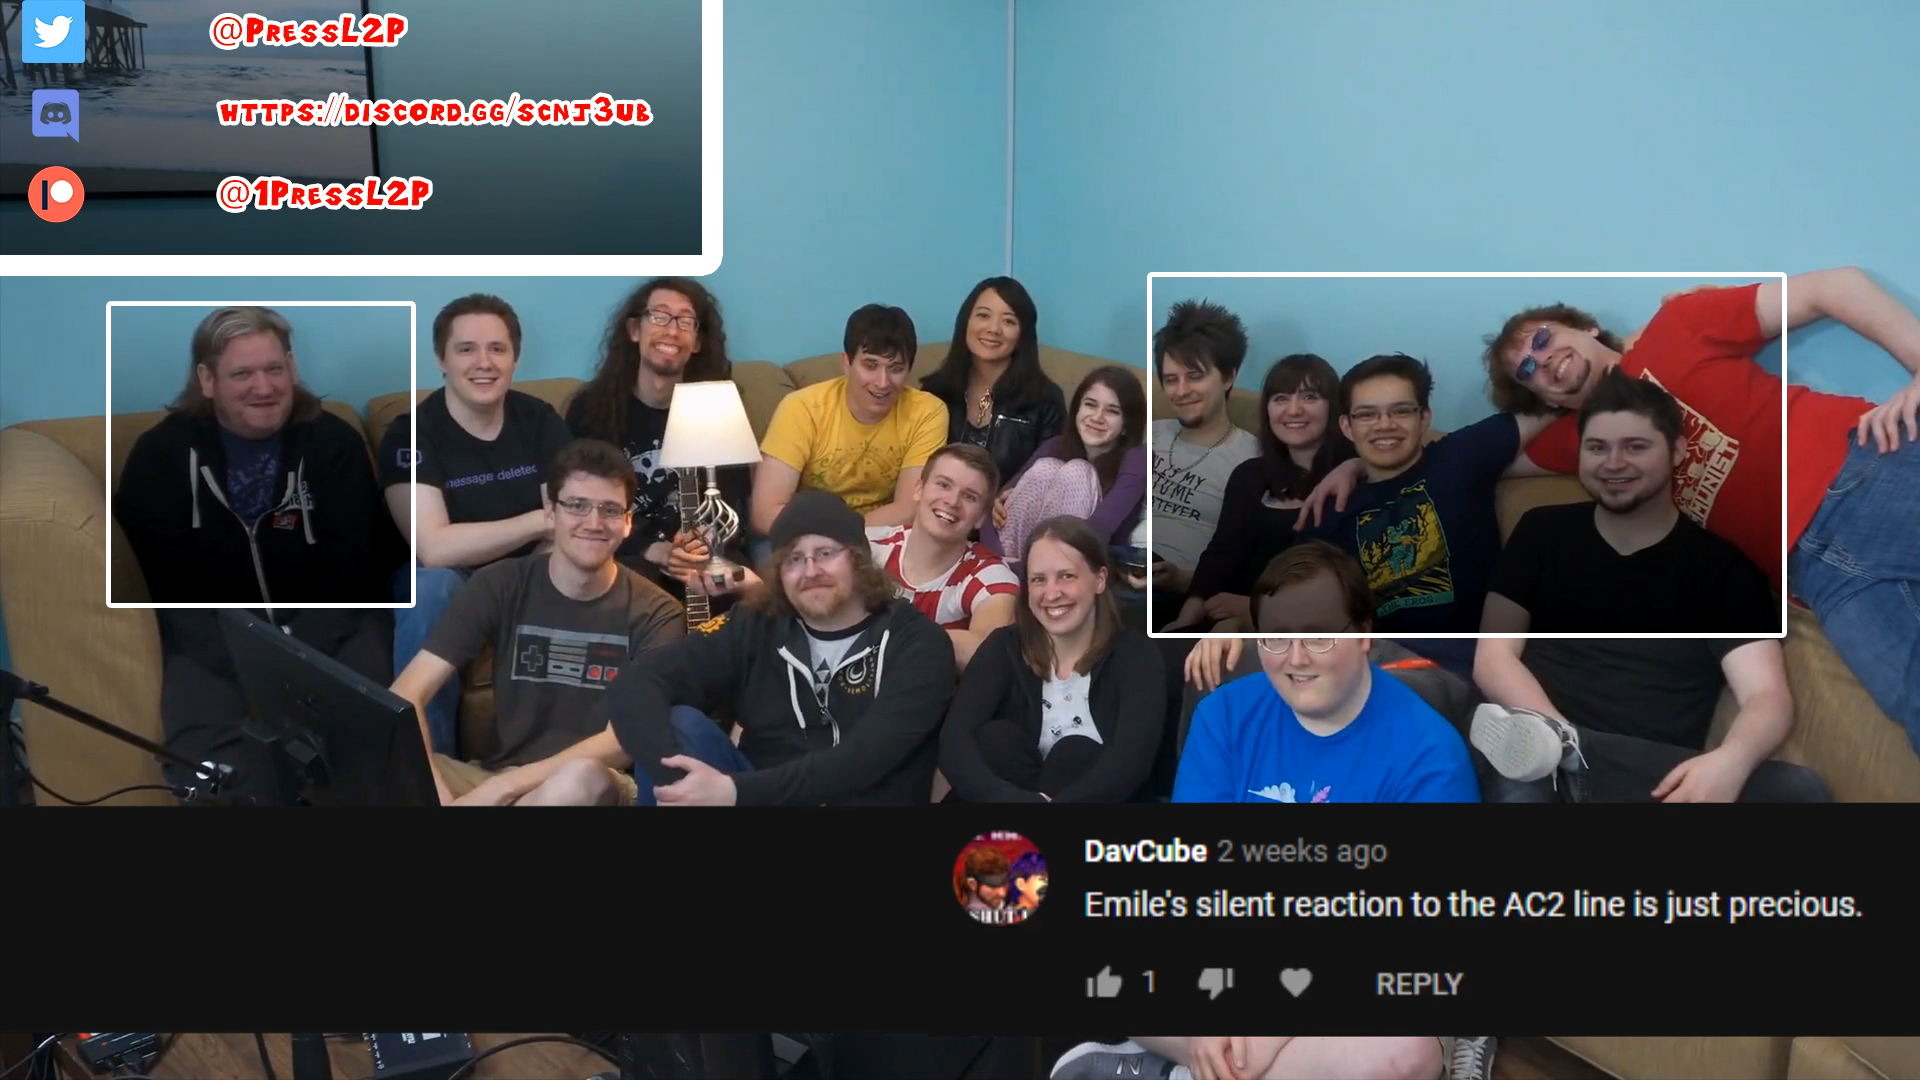 @PressL2P
https://discord.gg/scnj3ub
@1PressL2P
message deleted
DavCube 2 weeks ago
Emile's silent reaction to the AC2 line is just precious.
1 REPLY